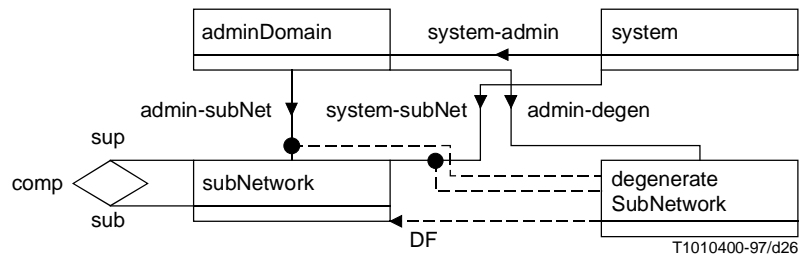 adminDomain
system-admin
system
admin-subNet
system-subNet
admin-degen
sup
comp
subNetwork
degenerate
SubNetwork
sub
DF
T1010400-97/d26